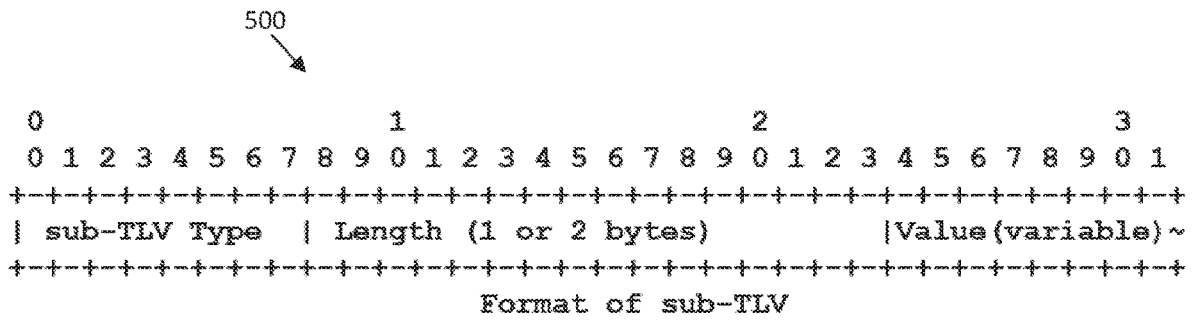 500
0 1 2 3
0 1 2 3 4 5 6 7 8 9 0 1 2 3 4 5 6 7 8 9 0 1 2 3 4 5 6 7 8 9 0 1
+-+-+-+-+-+-+-+-+-+-+-+-+-+-+-+-+-+-+-+-+-+-+-+-+-+-+-+-+-+-+-+-+
| sub-TLV Type | Length (1 or 2 bytes) |Value(variable)~
+-+-+-+-+-+-+-+-+-+-+-+-+-+-+-+-+-+-+-+-+-+-+-+-+-+-+-+-+-+-+-+-+
Format of sub-TLV